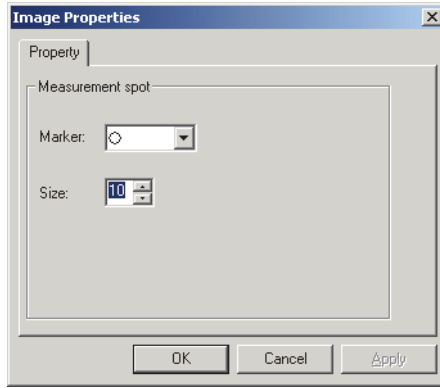 Image Properties
Property
Measurement spot
Marker:
Size: 10
OK Cancel Apply